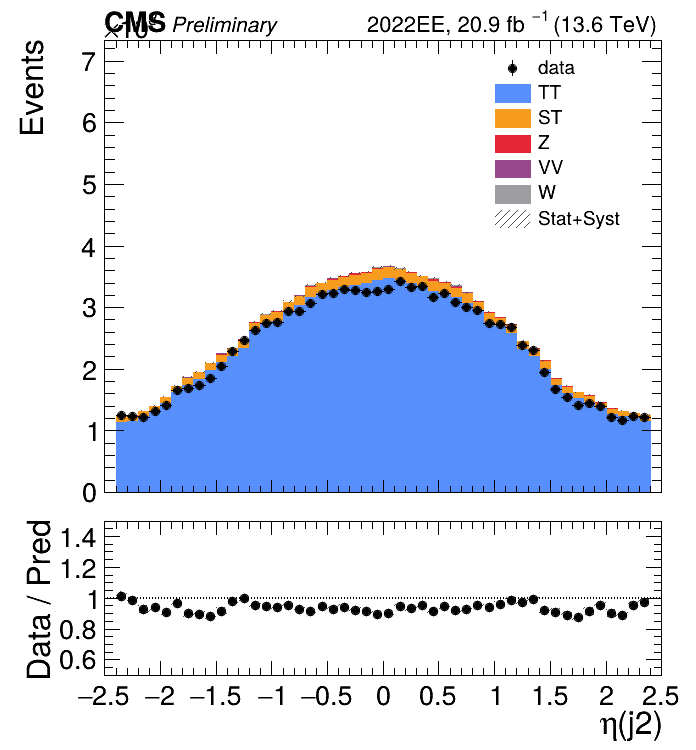 CMS Preliminary 2022EE, 20.9 fb⁻¹ (13.6 TeV)
Events
7
6
5
4
3
2
1
0
data
TT
ST
Z
VV
W
Stat+Syst
Data / Pred
1.4
1.2
1
0.8
0.6
−2.5 −2 −1.5 −1 −0.5 0 0.5 1 1.5 2 2.5
η(j2)